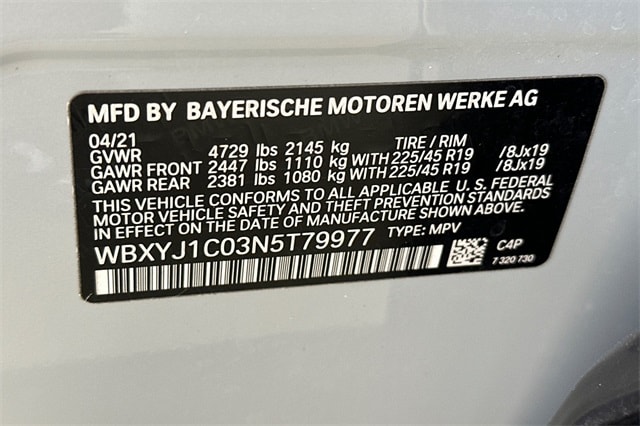 MFD BY BAYERISCHE MOTOREN WERKE AG
04/21
GVWR 4729 lbs 2145 kg TIRE / RIM
GAWR FRONT 2447 lbs 1110 kg WITH 225/45 R19 /8Jx19
GAWR REAR 2381 lbs 1080 kg WITH 225/45 R19 /8Jx19
THIS VEHICLE CONFORMS TO ALL APPLICABLE U. S. FEDERAL
MOTOR VEHICLE SAFETY AND THEFT PREVENTION STANDARDS
IN EFFECT ON THE DATE OF MANUFACTURE SHOWN ABOVE.
WBXYJ1C03N5T79977 TYPE: MPV
C4P
7 320 730